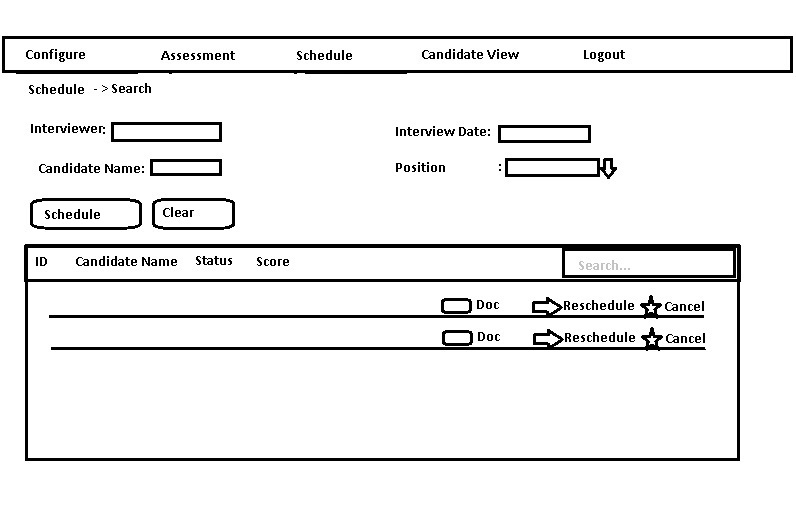 Configure Assessment Schedule Candidate View Logout
Schedule - > Search
Interviewer: Interview Date:
Candidate Name: Position :
Schedule Clear
ID Candidate Name Status Score Search...
Doc Reschedule Cancel
Doc Reschedule Cancel